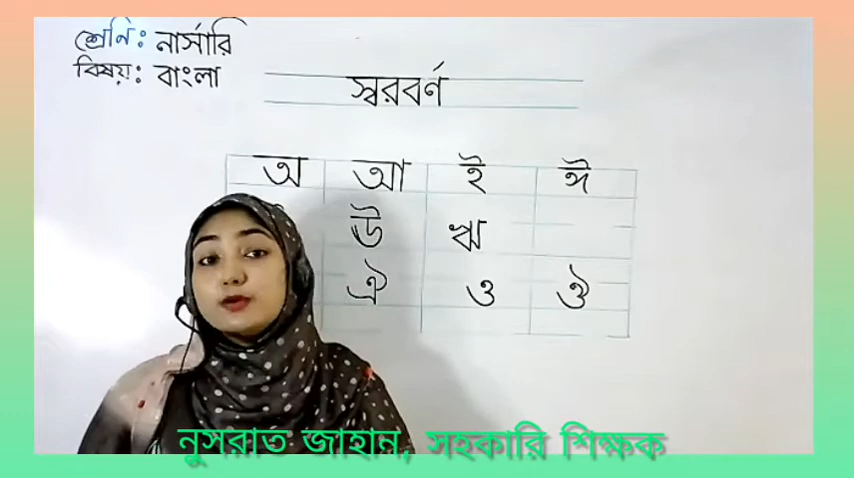 শ্রেণি: নার্সারি
বিষয়: বাংলা
স্বরবর্ণ
অ আ ই ঈ
ঊ ঋ
ঐ ও ঔ
নুসরাত জাহান, সহকারি শিক্ষক